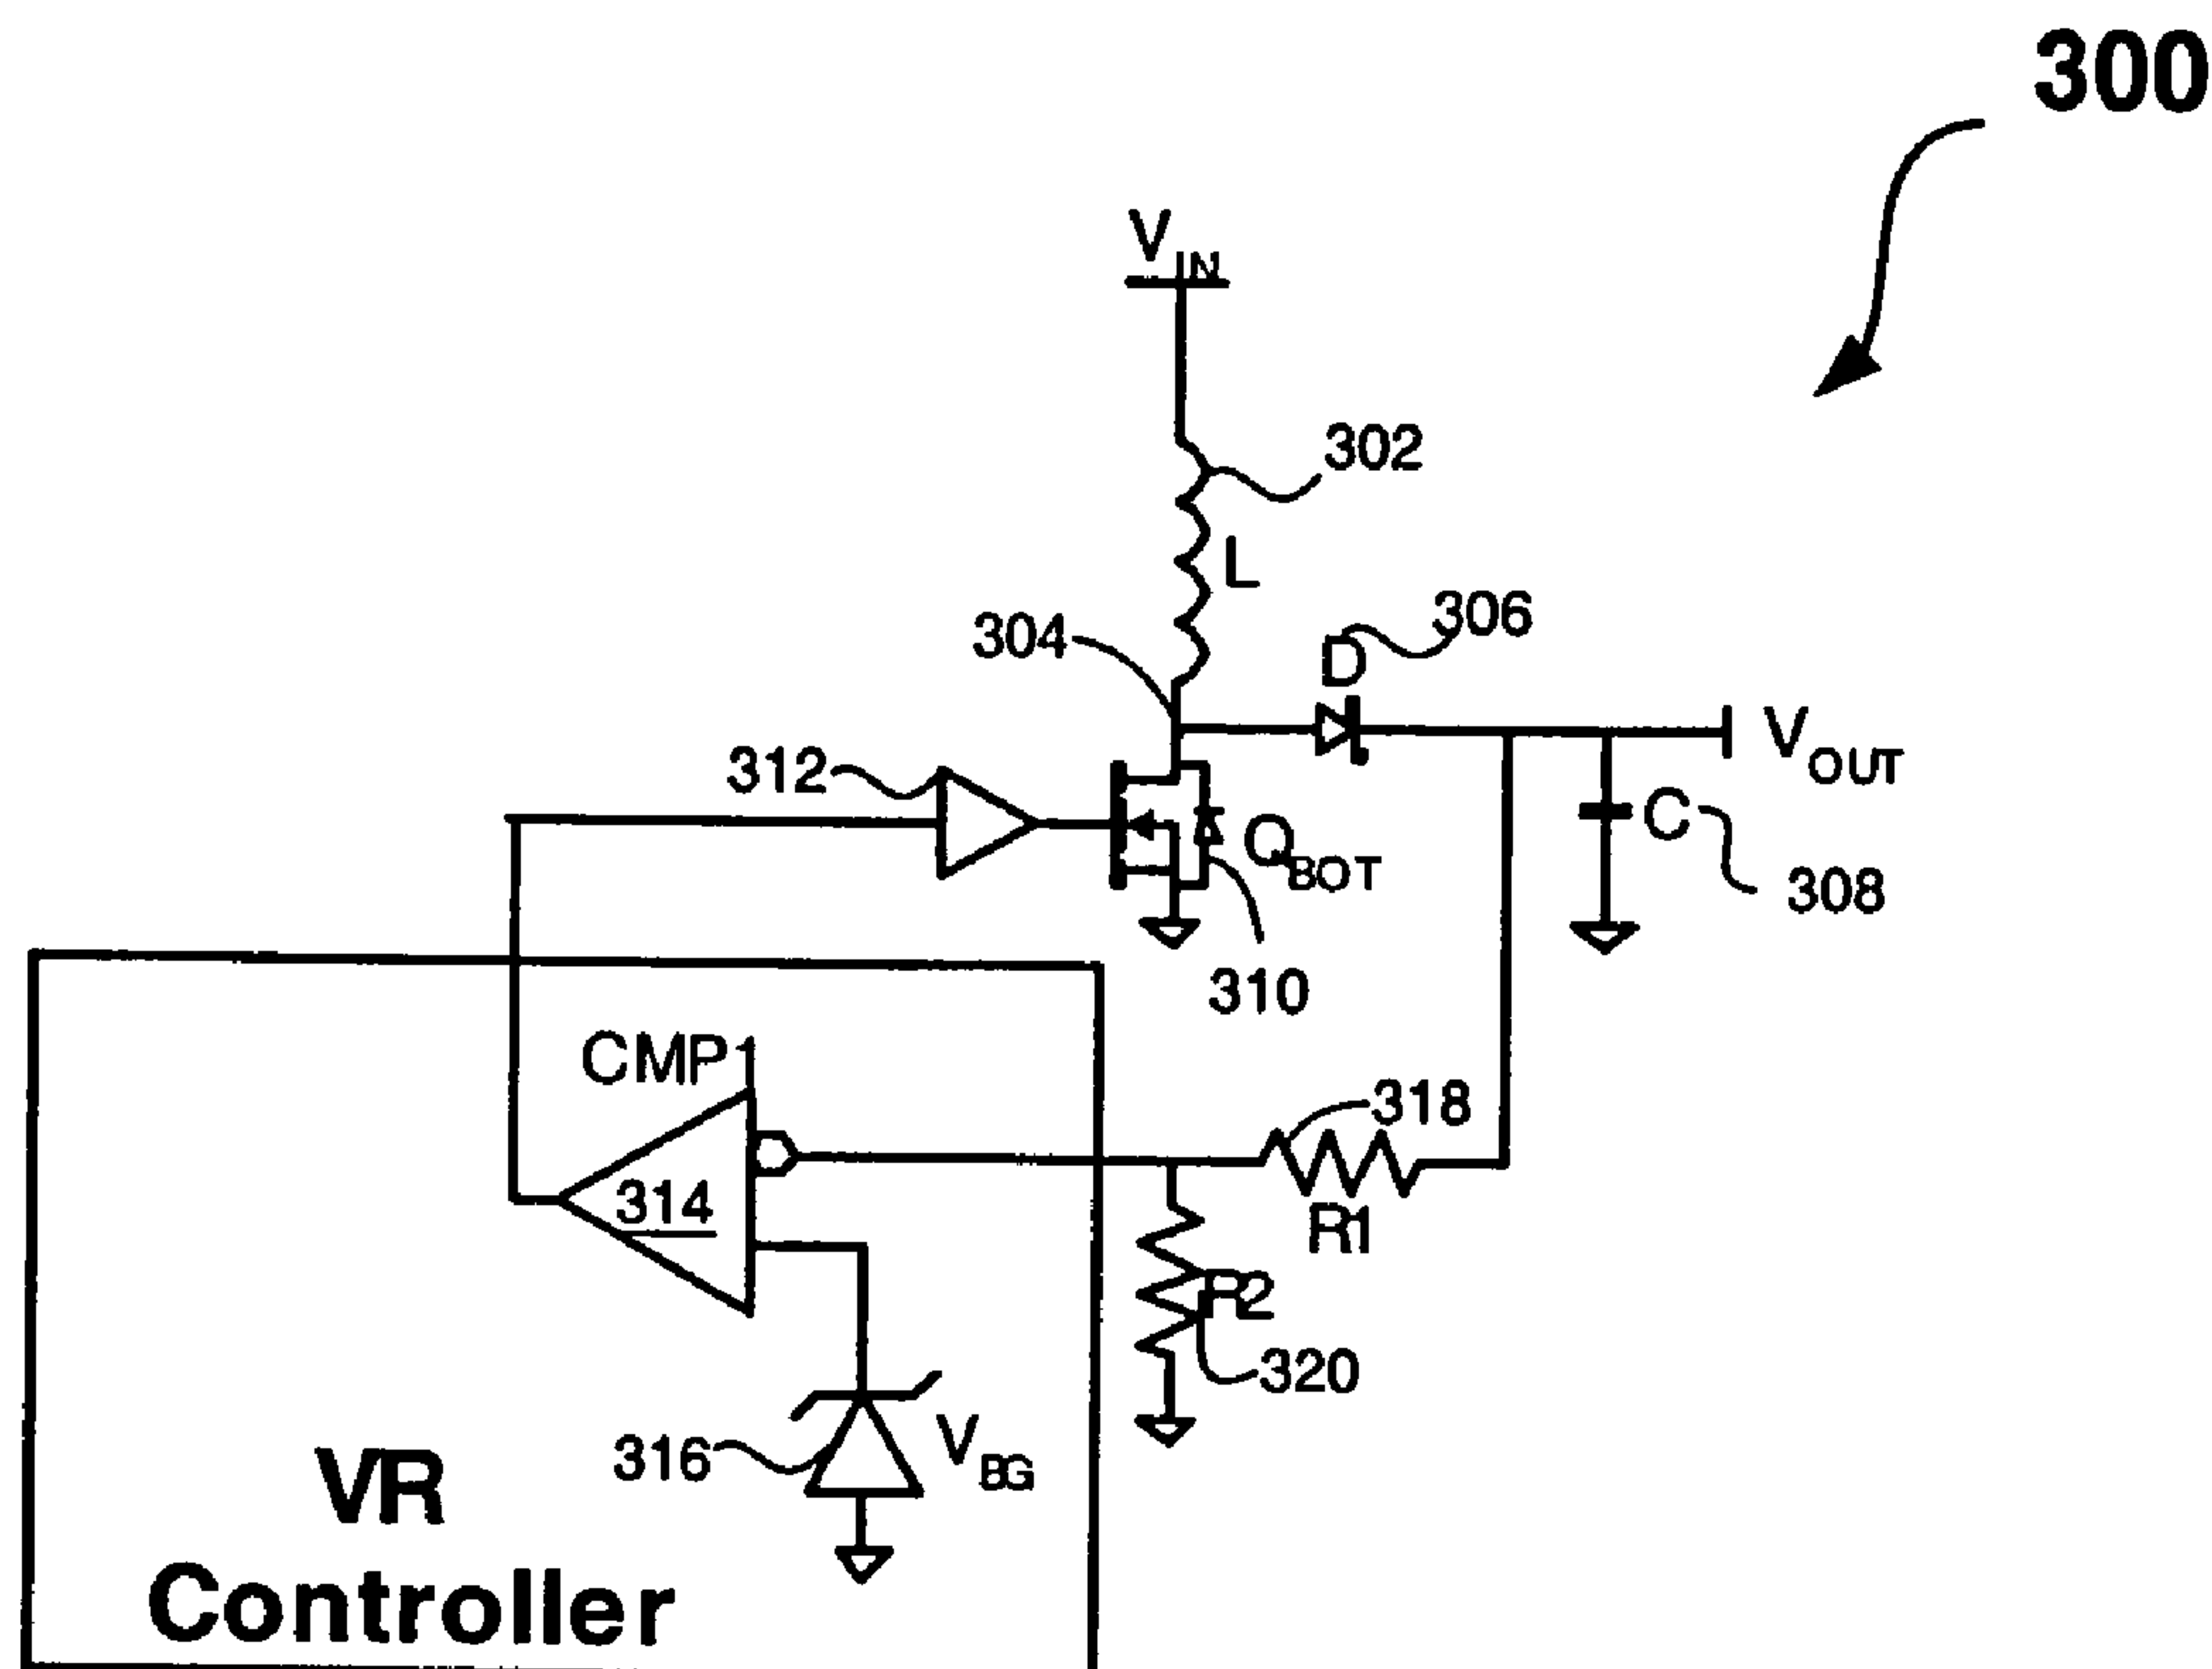 300
VIN
302
L
304
306
D
VOUT
312
C
QBOT
308
310
CMP1
318
314
R1
R2
320
316
VBG
VR
Controller